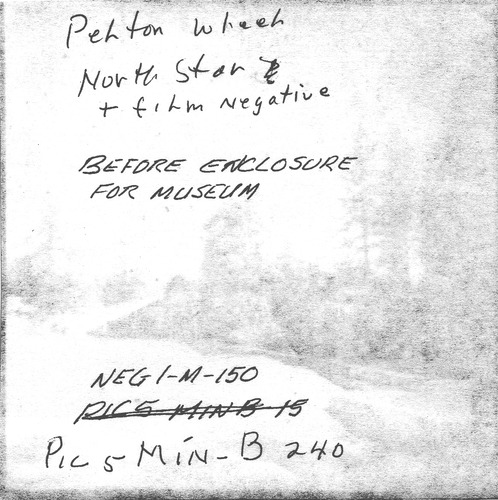 Pelton wheel
North Star
+ film Negative
BEFORE ENCLOSURE
FOR MUSEUM
NEG 1-M-150
PIC 5 MIN B 15
PIC 5 MIN-B 240